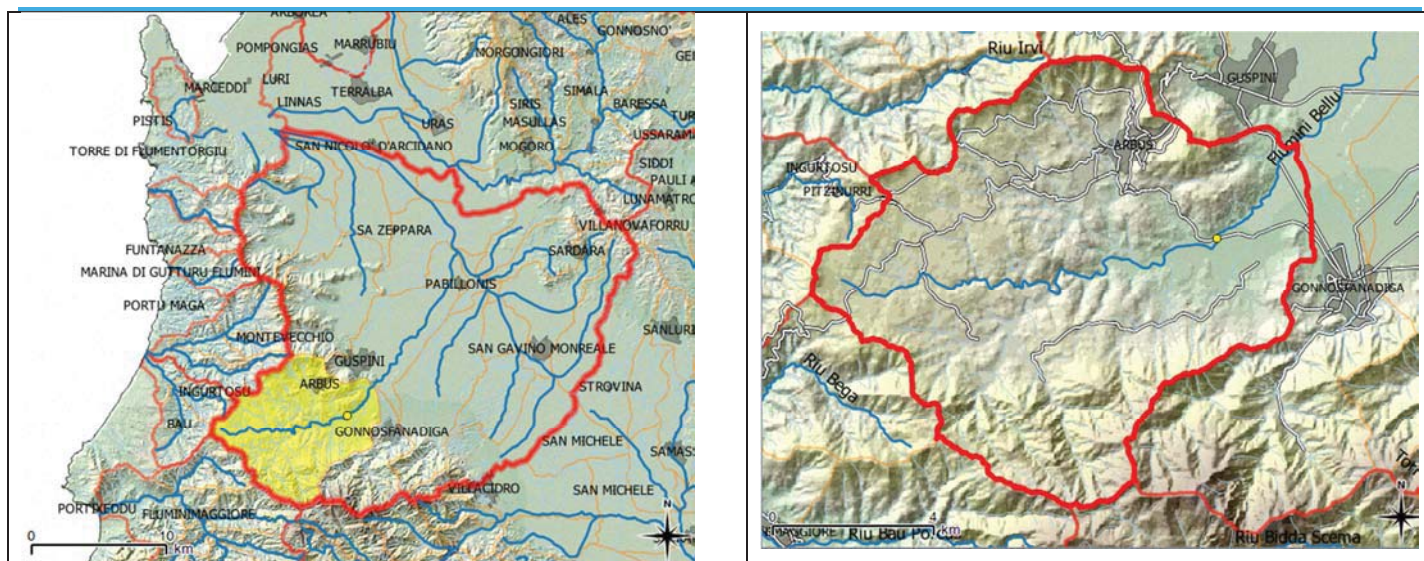 ARBOREA
ALES
GONNOSNO'
POMPONGIAS
MARRUBIU
MORGONGIORI
LURI
MARCEDDI'
TERRALBA
SIMALA
LINNAS
SIRIS
BARESSA
PISTIS
URAS
MASULLAS
USSARAMA
SAN NICOLO' D'ARCIDANO
MOGORO
TORRE DI FLUMENTORGIU
SIDDI
PAULI A
LUNAMATRO
SA ZEPPARA
VILLANOVAFORRU
FUNTANAZZA
SARDARA
MARINA DI GUTTURU FLUMINI
PABILLONIS
PORTU MAGA
MONTEVECCHIO
SANLURI
GUSPINI
SAN GAVINO MONREALE
INGURTOSU
ARBUS
STROVINA
BAU
GONNOSFANADIGA
SAN MICHELE
SAMASS
VILLACIDRO
SAN MICHELE
PORTIXEDDU
FLUMINIMAGGIORE
N
0 10 km
Riu Irvi
GUSPINI
Flumini Bellu
ARBUS
INGURTOSU
PITZINURRI
GONNOSFANADIGA
Riu Bega
N
0 4 km
MAGGIORE
Riu Bau
Riu Bidda Scema